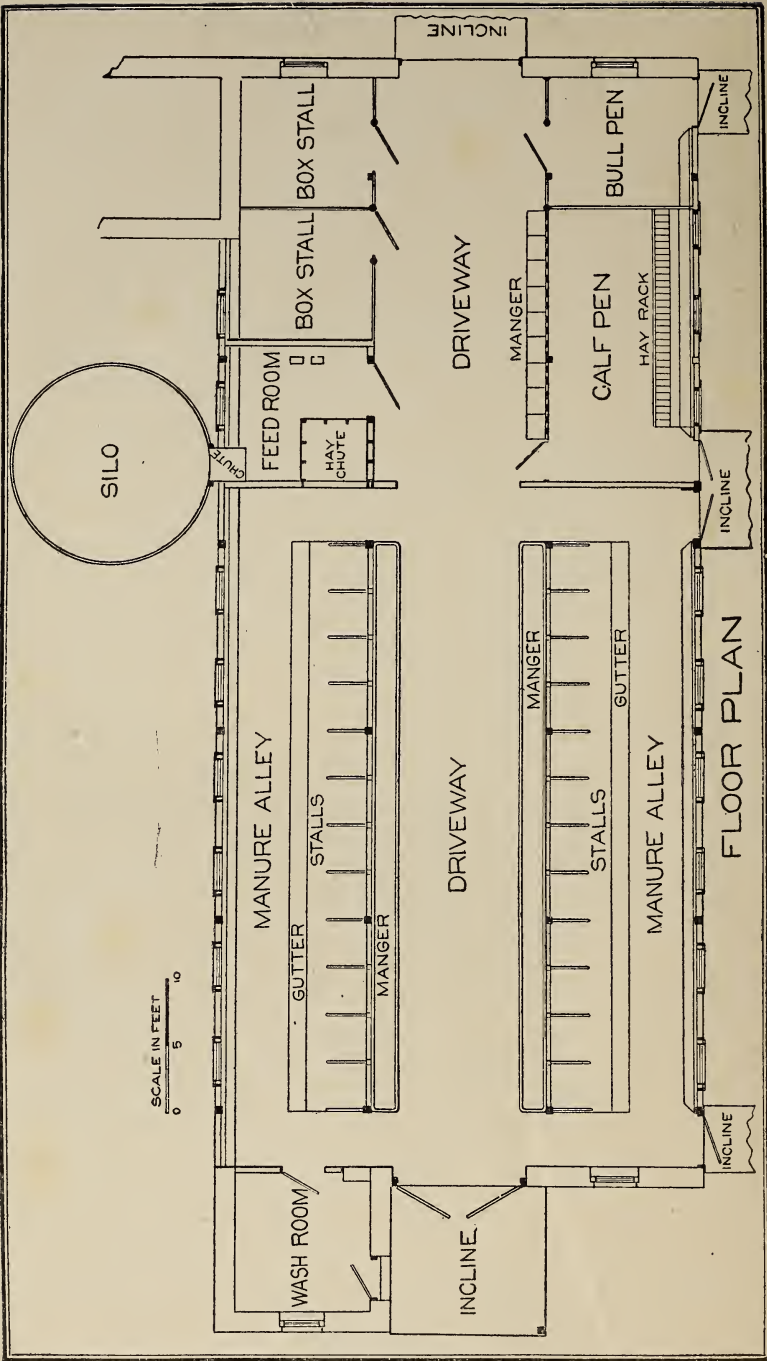 INCLINE
BOX STALL
BULL PEN
INCLINE
BOX STALL
DRIVEWAY
MANGER
CALF PEN
HAY RACK
SILO
CHUTE
FEED ROOM
HAY
CHUTE
INCLINE
MANURE ALLEY
GUTTER
STALLS
MANGER
DRIVEWAY
MANGER
STALLS
GUTTER
MANURE ALLEY
FLOOR PLAN
SCALE IN FEET
0 5 10
WASH ROOM
INCLINE
INCLINE